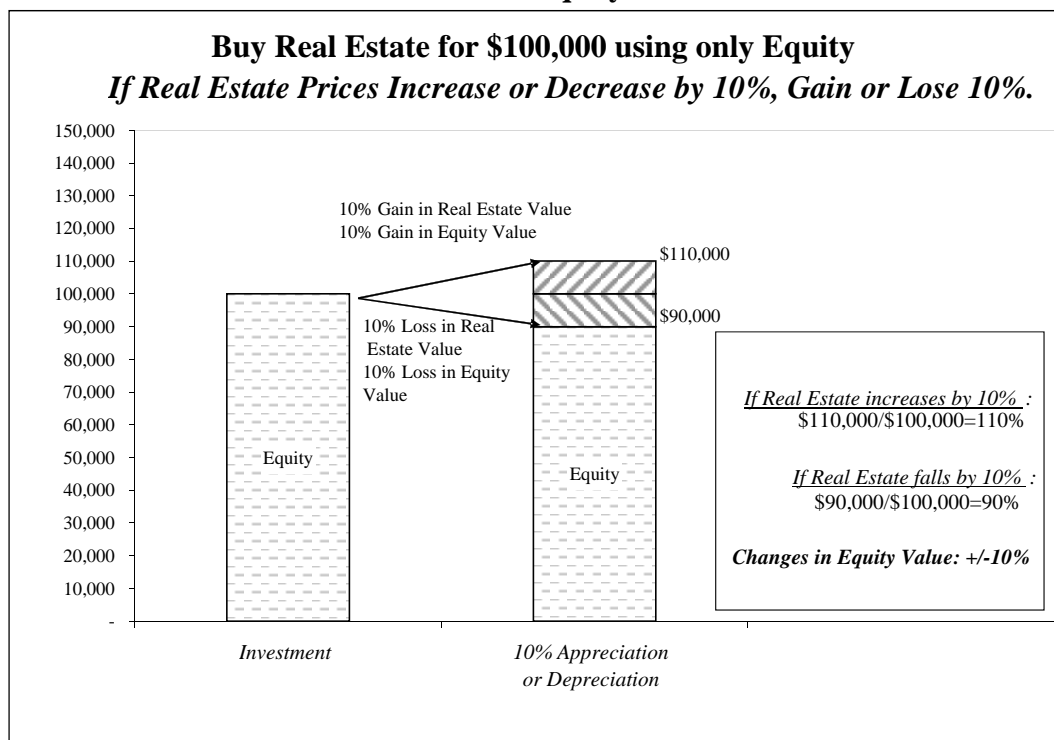 Buy Real Estate for $100,000 using only Equity
If Real Estate Prices Increase or Decrease by 10%, Gain or Lose 10%.
150,000
140,000
130,000
120,000
110,000
100,000
90,000
80,000
70,000
60,000
50,000
40,000
30,000
20,000
10,000
-
10% Gain in Real Estate Value
10% Gain in Equity Value
$110,000
$90,000
10% Loss in Real
Estate Value
10% Loss in Equity
Value
Equity
Equity
If Real Estate increases by 10% :
$110,000/$100,000=110%
If Real Estate falls by 10% :
$90,000/$100,000=90%
Changes in Equity Value: +/-10%
Investment
10% Appreciation
or Depreciation